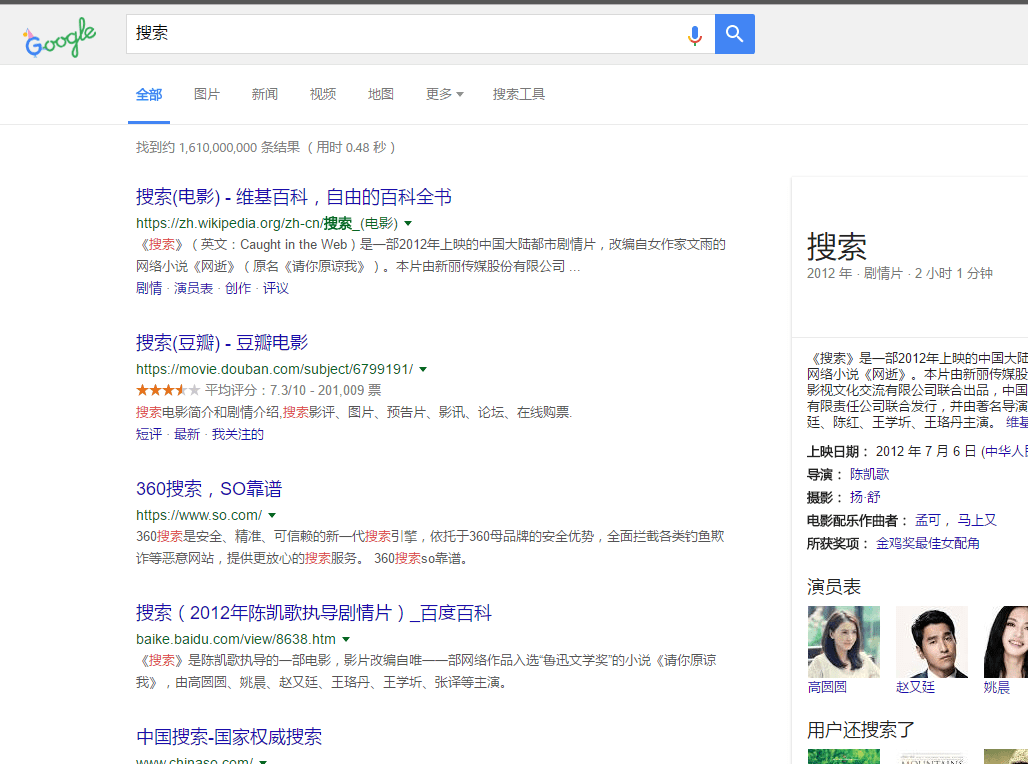 Google
搜索
全部 图片 新闻 视频 地图 更多 搜索工具
找到约 1,610,000,000 条结果 （用时 0.48 秒）
搜索(电影) - 维基百科，自由的百科全书
https://zh.wikipedia.org/zh-cn/搜索_(电影)
《搜索》（英文：Caught in the Web）是一部2012年上映的中国大陆都市剧情片，改编自女作家文雨的
网络小说《网逝》（原名《请你原谅我》）。本片由新丽传媒股份有限公司 ...
剧情 · 演员表 · 创作 · 评议
搜索(豆瓣) - 豆瓣电影
https://movie.douban.com/subject/6799191/
平均评分：7.3/10 - 201,009 票
搜索电影简介和剧情介绍,搜索影评、图片、预告片、影讯、论坛、在线购票.
短评 · 最新 · 我关注的
360搜索，SO靠谱
https://www.so.com/
360搜索是安全、精准、可信赖的新一代搜索引擎，依托于360母品牌的安全优势，全面拦截各类钓鱼欺
诈等恶意网站，提供更放心的搜索服务。 360搜索so靠谱。
搜索（2012年陈凯歌执导剧情片）_百度百科
baike.baidu.com/view/8638.htm
《搜索》是陈凯歌执导的一部电影，影片改编自唯一一部网络作品入选“鲁迅文学奖”的小说《请你原谅
我》，由高圆圆、姚晨、赵又廷、王珞丹、王学圻、张译等主演。
中国搜索-国家权威搜索
www.chinaso.com/
搜索
2012 年 · 剧情片 · 2 小时 1 分钟
《搜索》是一部2012年上映的中国大陆
网络小说《网逝》。本片由新丽传媒股
影视文化交流有限公司联合出品，中国
有限责任公司联合发行，并由著名导演
廷、陈红、王学圻、王珞丹主演。 维基
上映日期： 2012 年 7 月 6 日 (中华人民
导演： 陈凯歌
摄影： 扬·舒
电影配乐作曲者： 孟可， 马上又
所获奖项： 金鸡奖最佳女配角
演员表
高圆圆 赵又廷 姚晨
用户还搜索了
MOUNTAINS